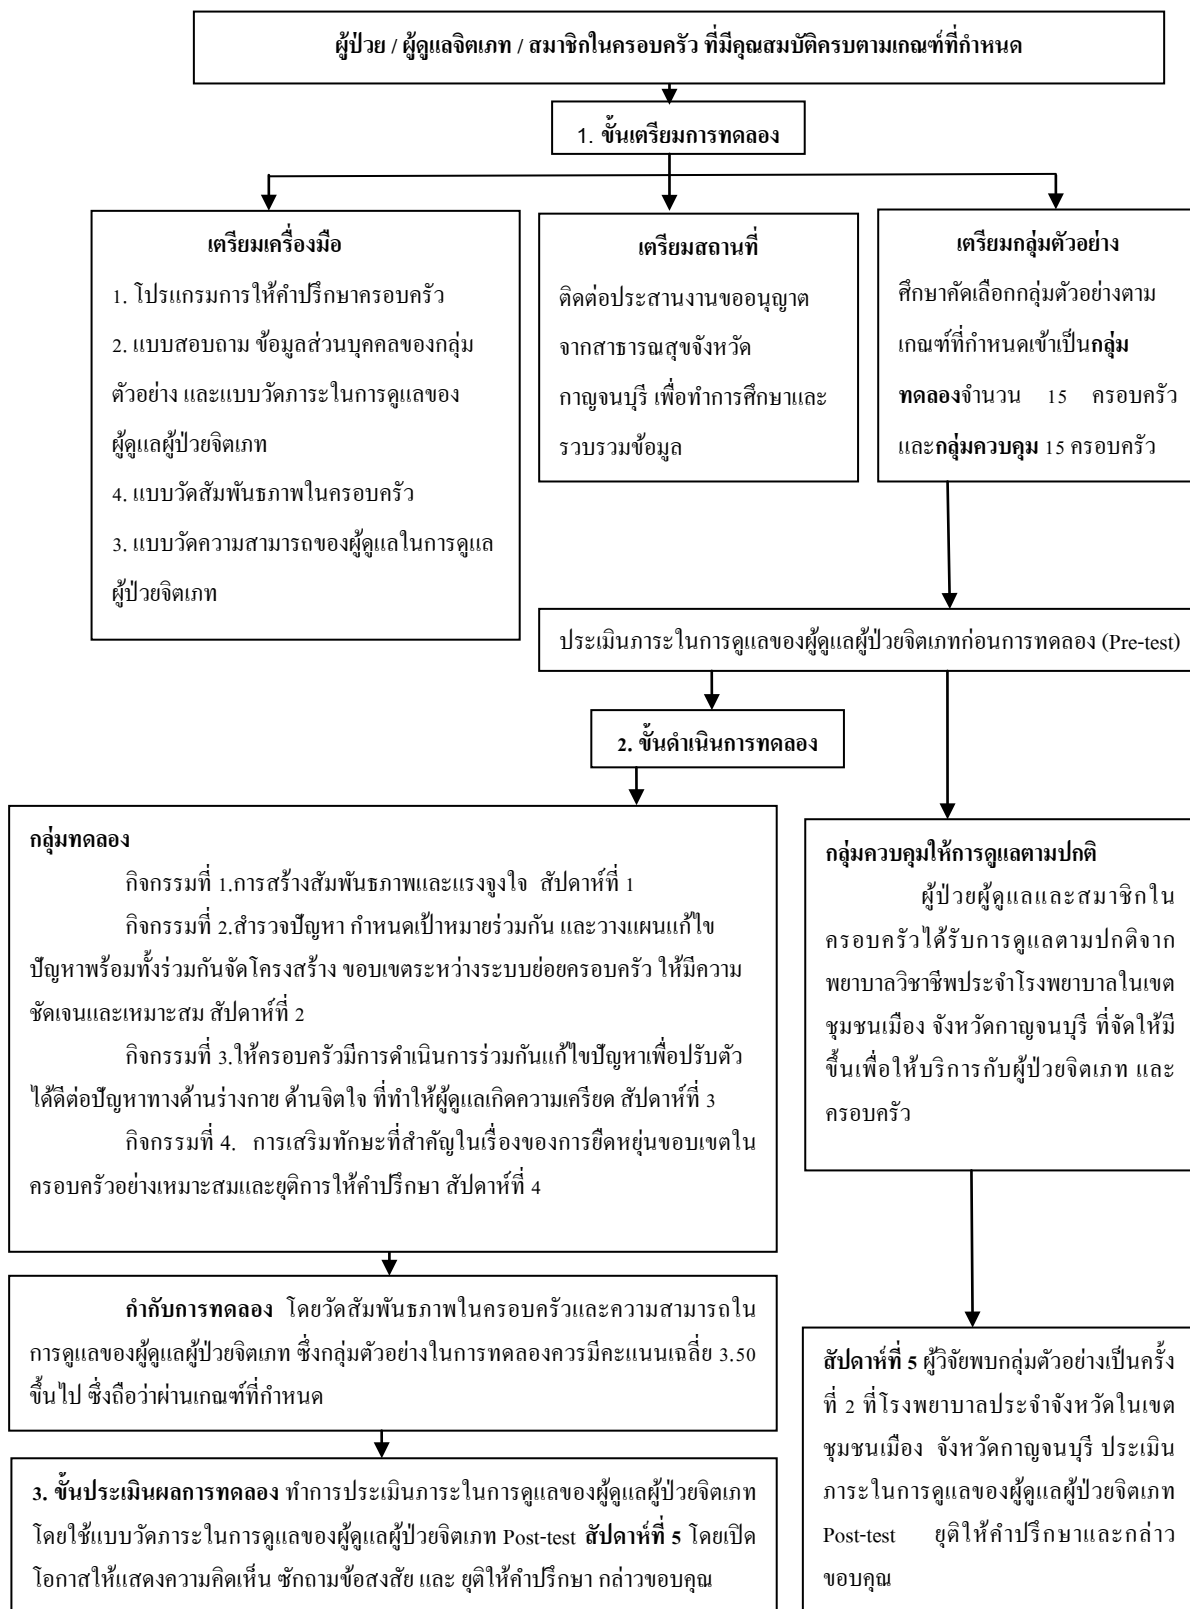 ผู้ป่วย / ผู้ดูแลจิตเภท / สมาชิกในครอบครัว ที่มีคุณสมบัติครบตามเกณฑ์ที่กำหนด
1. ขั้นเตรียมการทดลอง
เตรียมเครื่องมือ
1. โปรแกรมการให้คำปรึกษาครอบครัว
2. แบบสอบถาม ข้อมูลส่วนบุคคลของกลุ่ม
ตัวอย่าง และแบบวัดภาระในการดูแลของ
ผู้ดูแลผู้ป่วยจิตเภท
4. แบบวัดสัมพันธภาพในครอบครัว
3. แบบวัดความสามารถของผู้ดูแลในการดูแล
ผู้ป่วยจิตเภท
เตรียมสถานที่
ติดต่อประสานงานขออนุญาต
จากสาธารณสุขจังหวัด
กาญจนบุรี เพื่อทำการศึกษาและ
รวบรวมข้อมูล
เตรียมกลุ่มตัวอย่าง
ศึกษาคัดเลือกกลุ่มตัวอย่างตาม
เกณฑ์ที่กำหนดเข้าเป็นกลุ่ม
ทดลองจำนวน 15 ครอบครัว
และกลุ่มควบคุม 15 ครอบครัว
ประเมินภาระในการดูแลของผู้ดูแลผู้ป่วยจิตเภทก่อนการทดลอง (Pre-test)
2. ขั้นดำเนินการทดลอง
กลุ่มทดลอง
กิจกรรมที่ 1.การสร้างสัมพันธภาพและแรงจูงใจ สัปดาห์ที่ 1
กิจกรรมที่ 2.สำรวจปัญหา กำหนดเป้าหมายร่วมกัน และวางแผนแก้ไข
ปัญหาพร้อมทั้งร่วมกันจัดโครงสร้าง ขอบเขตระหว่างระบบย่อยครอบครัว ให้มีความ
ชัดเจนและเหมาะสม สัปดาห์ที่ 2
กิจกรรมที่ 3.ให้ครอบครัวมีการดำเนินการร่วมกันแก้ไขปัญหาเพื่อปรับตัว
ได้ดีต่อปัญหาทางด้านร่างกาย ด้านจิตใจ ที่ทำให้ผู้ดูแลเกิดความเครียด สัปดาห์ที่ 3
กิจกรรมที่ 4. การเสริมทักษะที่สำคัญในเรื่องของการยืดหยุ่นขอบเขตใน
ครอบครัวอย่างเหมาะสมและยุติการให้คำปรึกษา สัปดาห์ที่ 4
กลุ่มควบคุมให้การดูแลตามปกติ
ผู้ป่วยผู้ดูแลและสมาชิกใน
ครอบครัวได้รับการดูแลตามปกติจาก
พยาบาลวิชาชีพประจำโรงพยาบาลในเขต
ชุมชนเมือง จังหวัดกาญจนบุรี ที่จัดให้มี
ขึ้นเพื่อให้บริการกับผู้ป่วยจิตเภท และ
ครอบครัว
กำกับการทดลอง โดยวัดสัมพันธภาพในครอบครัวและความสามารถใน
การดูแลของผู้ดูแลผู้ป่วยจิตเภท ซึ่งกลุ่มตัวอย่างในการทดลองควรมีคะแนนเฉลี่ย 3.50
ขึ้นไป ซึ่งถือว่าผ่านเกณฑ์ที่กำหนด
3. ขั้นประเมินผลการทดลอง ทำการประเมินภาระในการดูแลของผู้ดูแลผู้ป่วยจิตเภท
โดยใช้แบบวัดภาระในการดูแลของผู้ดูแลผู้ป่วยจิตเภท Post-test สัปดาห์ที่ 5 โดยเปิด
โอกาสให้แสดงความคิดเห็น ซักถามข้อสงสัย และ ยุติให้คำปรึกษา กล่าวขอบคุณ
สัปดาห์ที่ 5 ผู้วิจัยพบกลุ่มตัวอย่างเป็นครั้ง
ที่ 2 ที่โรงพยาบาลประจำจังหวัดในเขต
ชุมชนเมือง จังหวัดกาญจนบุรี ประเมิน
ภาระในการดูแลของผู้ดูแลผู้ป่วยจิตเภท
Post-test ยุติให้คำปรึกษาและกล่าว
ขอบคุณ